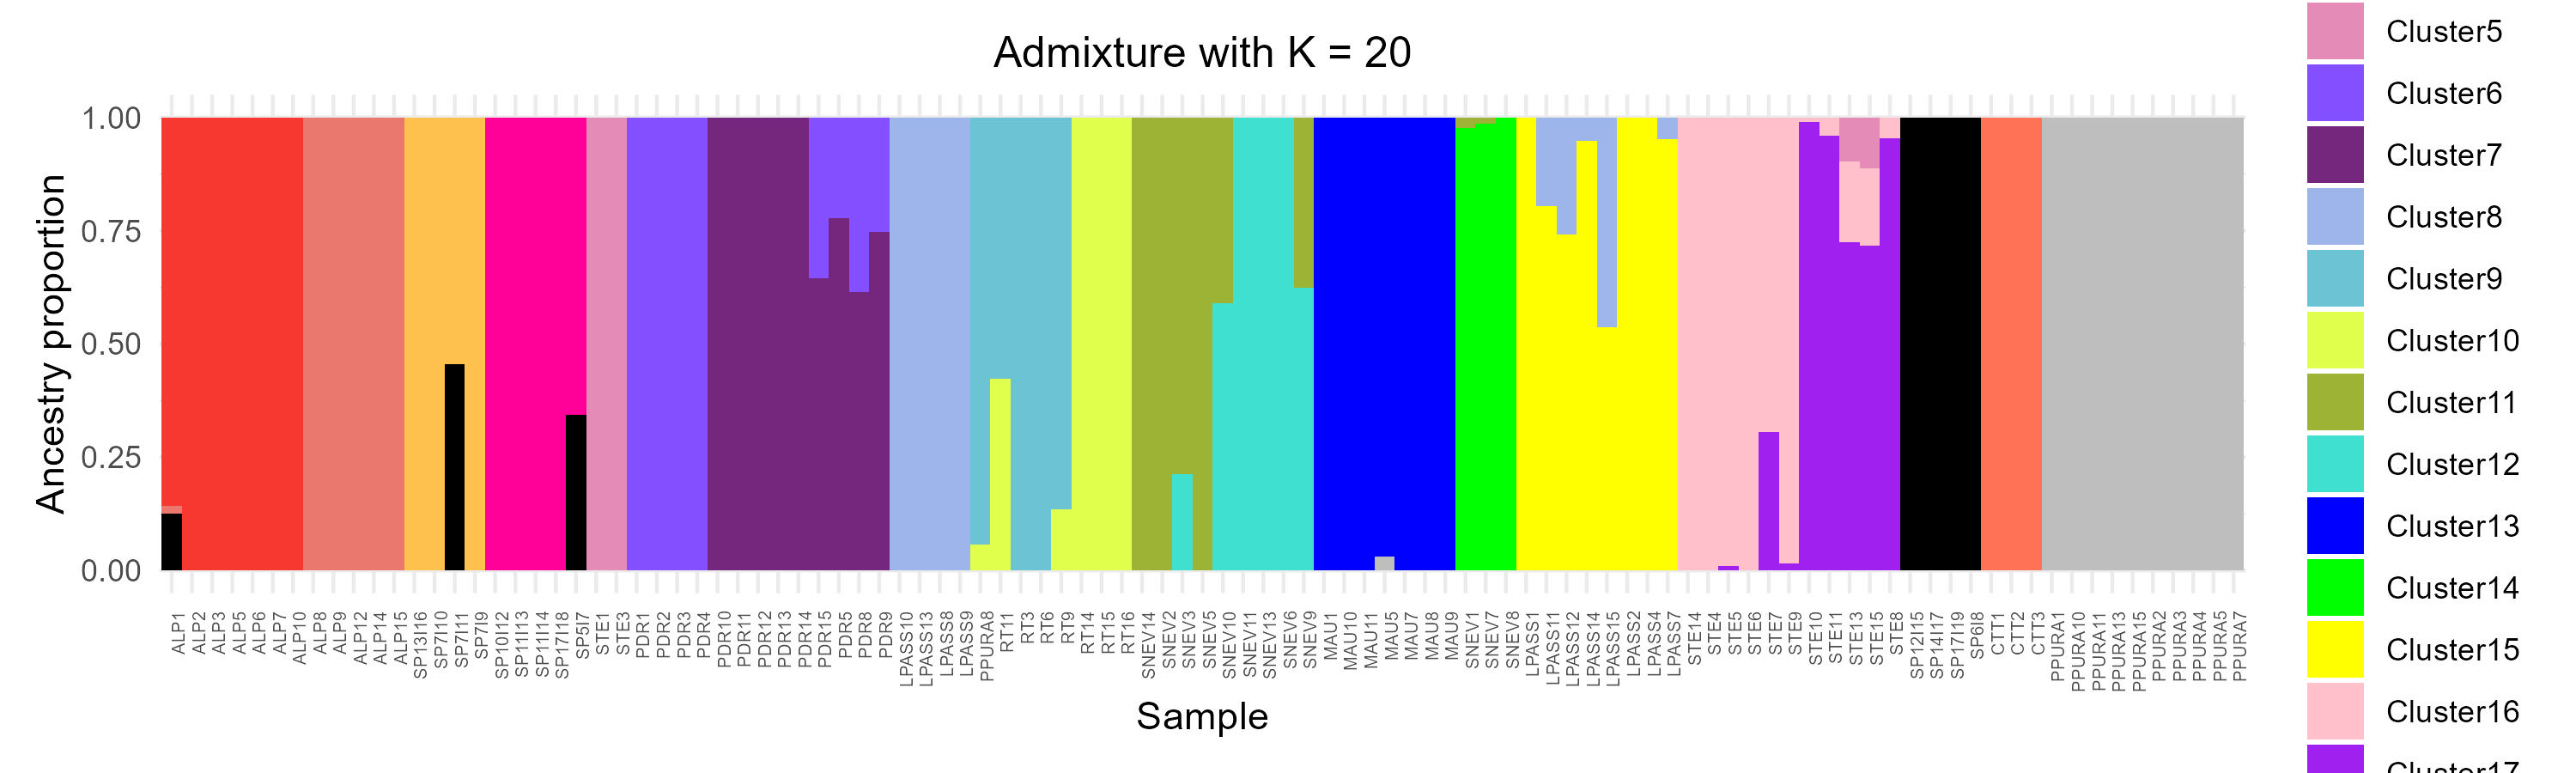 Admixture with K = 20
Ancestry proportion
1.00
0.75
0.50
0.25
0.00
ALP1
ALP2
ALP3
ALP5
ALP6
ALP7
ALP10
ALP8
ALP9
ALP12
ALP14
ALP15
SP13I16
SP7I10
SP7I11
SP7I9
SP10I12
SP11I13
SP11I14
SP17I18
SP5I7
STE1
STE3
PDR1
PDR2
PDR3
PDR4
PDR10
PDR11
PDR12
PDR13
PDR14
PDR15
PDR5
PDR8
PDR9
LPASS10
LPASS13
LPASS8
LPASS9
PPURA8
RT11
RT3
RT6
RT9
RT14
RT15
RT16
SNEV14
SNEV2
SNEV3
SNEV5
SNEV10
SNEV11
SNEV13
SNEV6
SNEV9
MAU1
MAU10
MAU11
MAU5
MAU7
MAU8
MAU9
SNEV1
SNEV7
SNEV8
LPASS1
LPASS11
LPASS12
LPASS14
LPASS15
LPASS2
LPASS4
LPASS7
STE14
STE4
STE5
STE6
STE7
STE9
STE10
STE11
STE13
STE15
STE8
SP12I15
SP14I17
SP17I19
SP6I8
CTT1
CTT2
CTT3
PPURA1
PPURA10
PPURA11
PPURA13
PPURA15
PPURA2
PPURA3
PPURA4
PPURA5
PPURA7
Sample
Cluster5
Cluster6
Cluster7
Cluster8
Cluster9
Cluster10
Cluster11
Cluster12
Cluster13
Cluster14
Cluster15
Cluster16
Cluster17